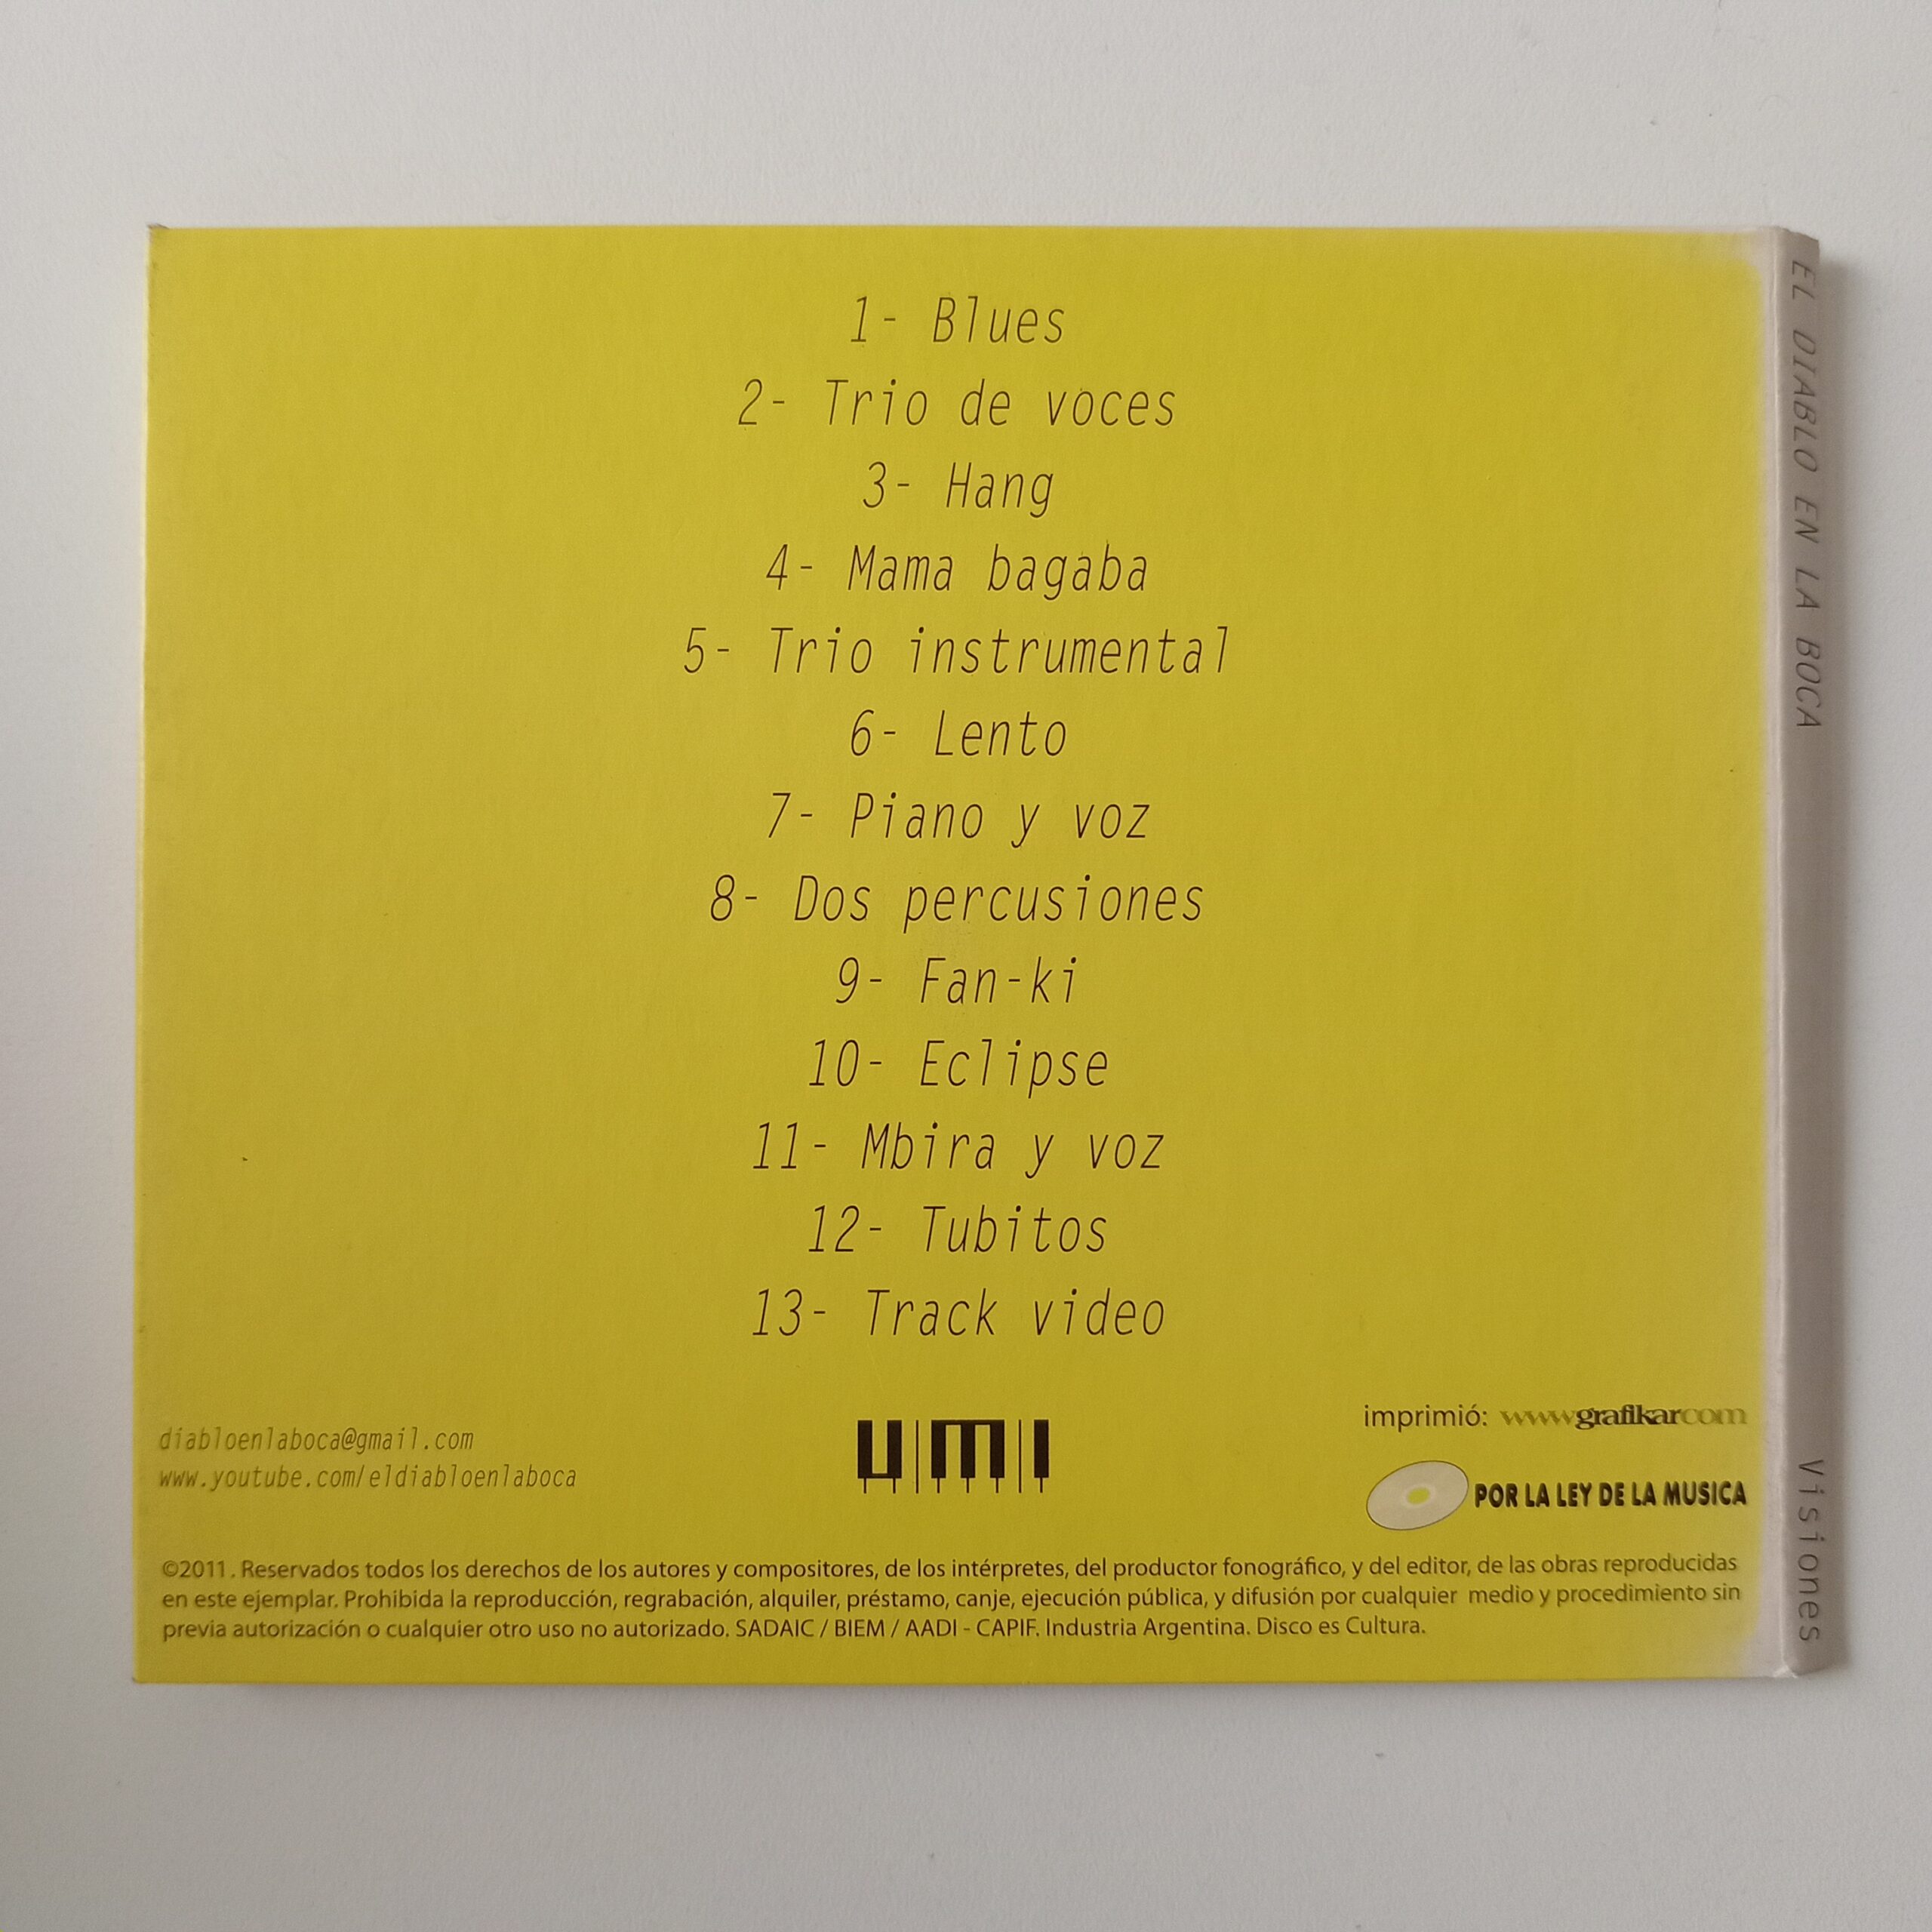 1- Blues
2- Trio de voces
3- Hang
4- Mama bagaba
5- Trio instrumental
6- Lento
7- Piano y voz
8- Dos percusiones
9- Fan-ki
10- Eclipse
11- Mbira y voz
12- Tubitos
13- Track video
diabloenlaboca@gmail.com
www.youtube.com/eldiabloenlaboca
UMI
imprimió: www.grafikar.com
POR LA LEY DE LA MUSICA
©2011. Reservados todos los derechos de los autores y compositores, de los intérpretes, del productor fonográfico, y del editor, de las obras reproducidas
en este ejemplar. Prohibida la reproducción, regrabación, alquiler, préstamo, canje, ejecución pública, y difusión por cualquier medio y procedimiento sin
previa autorización o cualquier otro uso no autorizado. SADAIC / BIEM / AADI - CAPIF. Industria Argentina. Disco es Cultura.
EL DIABLO EN LA BOCA
Visiones